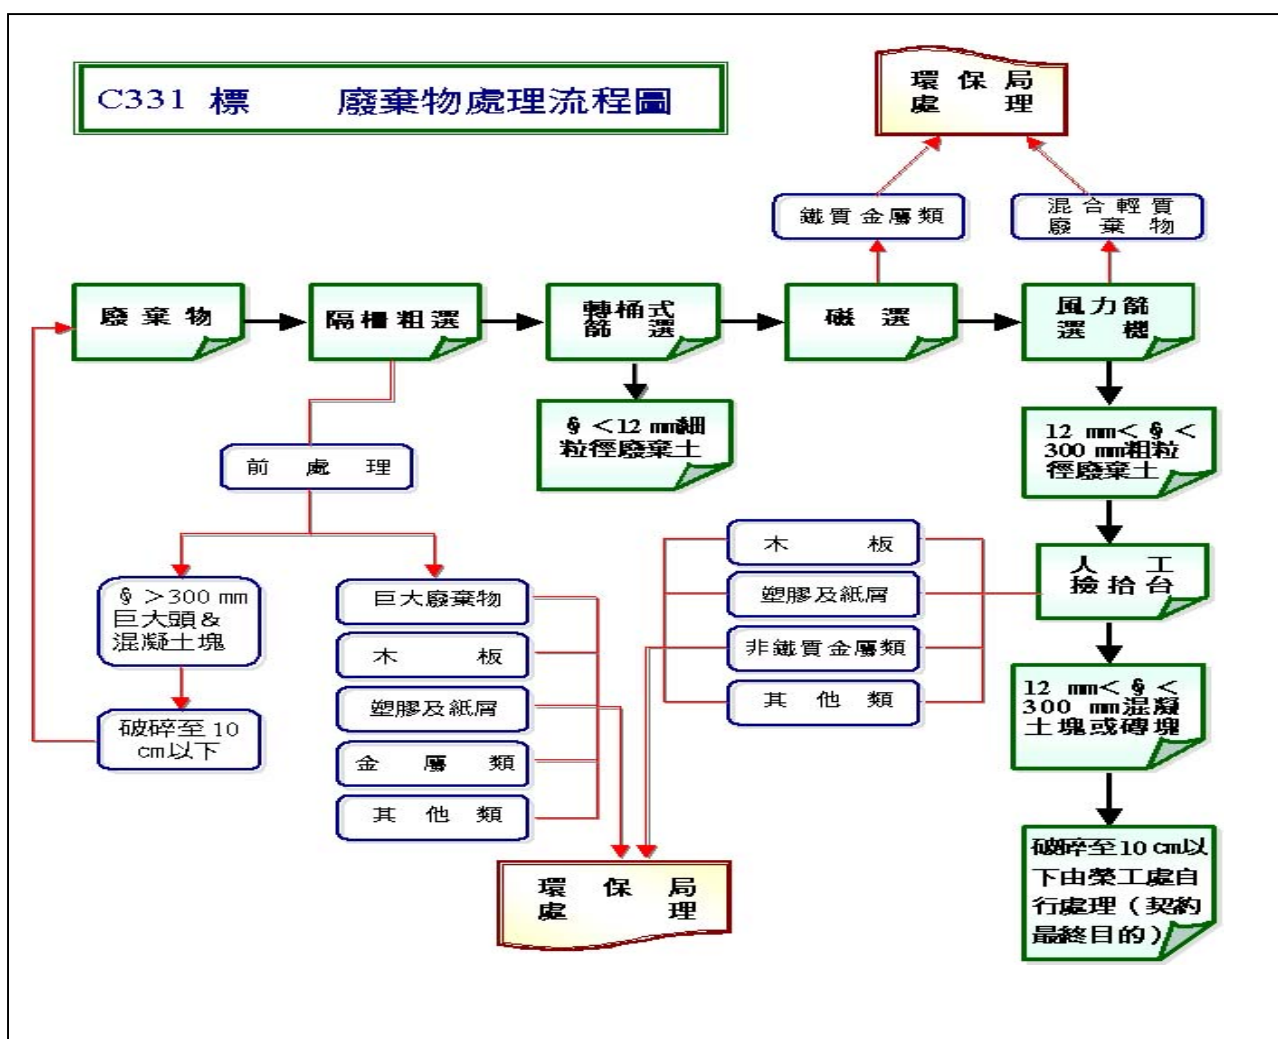 環保局
處理
C331 標 廢棄物處理流程圖
鐵質金屬類
混合輕質
廢棄物
廢棄物
隔柵粗選
轉桶式
篩選
磁選
風力篩
選機
§ ＜12 mm細
粒徑廢棄土
12 mm＜ § ＜
300 mm粗粒
徑廢棄土
前處理
人工
撿拾台
木板
塑膠及紙屑
非鐵質金屬類
其他類
§ ＞300 mm
巨大頭&
混凝土塊
巨大廢棄物
木板
塑膠及紙屑
金屬類
其他類
破碎至 10
cm以下
12 mm＜ § ＜
300 mm混凝
土塊或磚塊
環保局
處理
破碎至10 cm以
下由榮工處自
行處理（契約
最終目的）